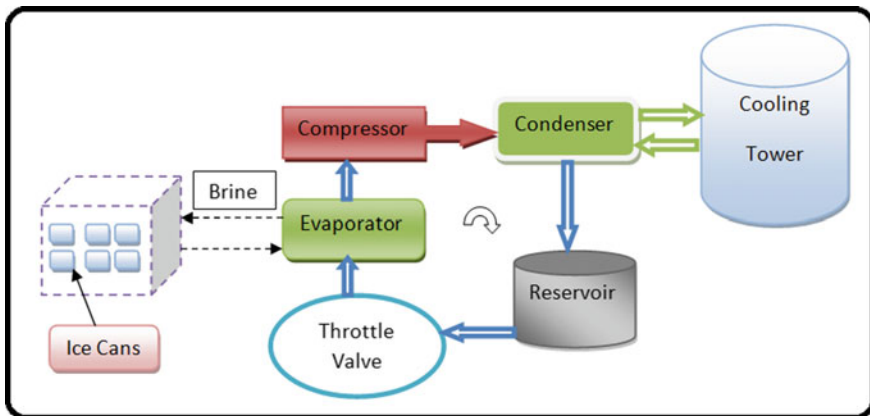 Cooling
Tower
Compressor
Condenser
Brine
Evaporator
Reservoir
Throttle
Valve
Ice Cans